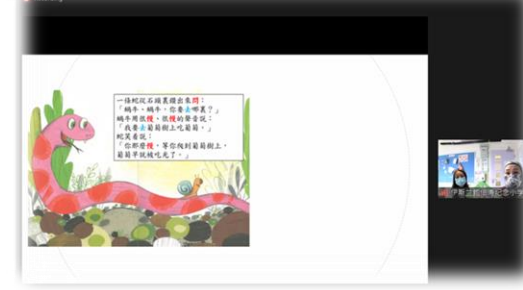 一條蛇從石頭裏鑽出來問：
「蝸牛、蝸牛，你要去哪裏？」
蝸牛用很慢、很慢的聲音說：
「我要去葡萄樹上吃葡萄。」
蛇笑着說：
「你那麼慢，等你爬到葡萄樹上，
葡萄早就被吃光了。」